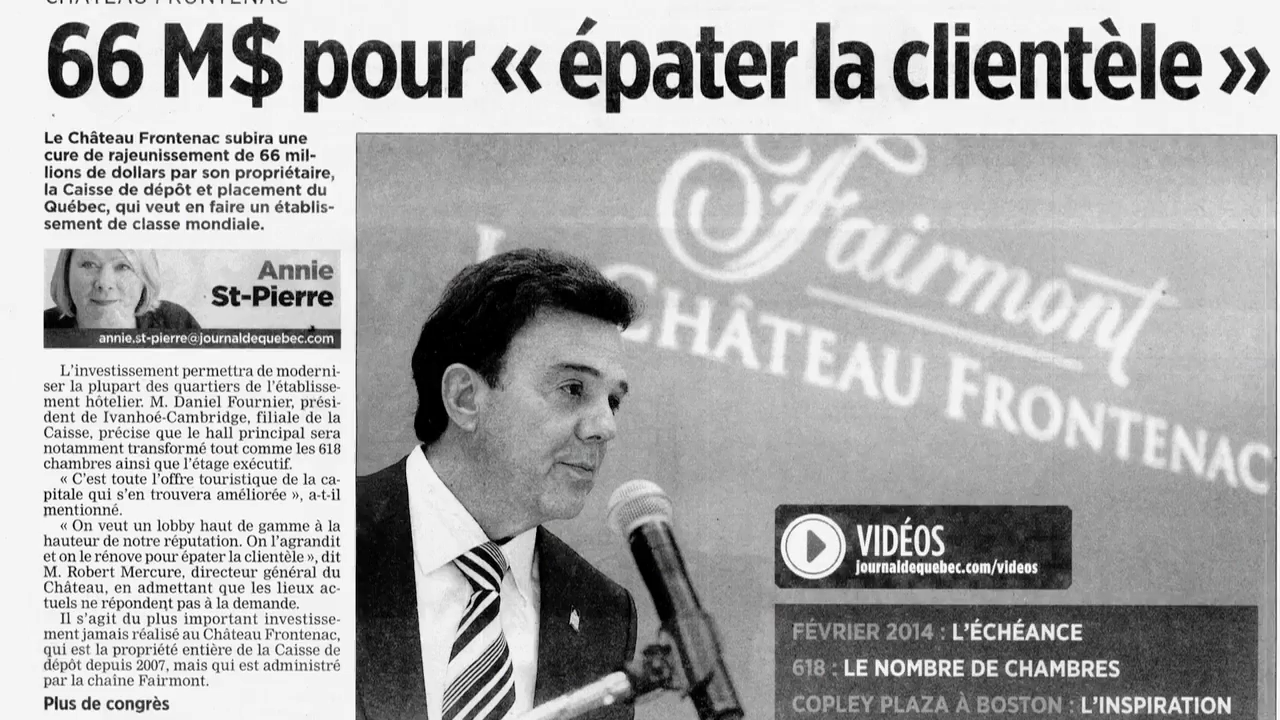 CHÂTEAU FRONTENAC
66 M$ pour « épater la clientèle »
Le Château Frontenac subira une
cure de rajeunissement de 66 mil-
lions de dollars par son propriétaire,
la Caisse de dépôt et placement du
Québec, qui veut en faire un établis-
sement de classe mondiale.
Annie
St-Pierre
annie.st-pierre@journaldequebec.com
L'investissement permettra de moderni-
ser la plupart des quartiers de l'établisse-
ment hôtelier. M. Daniel Fournier, prési-
dent de Ivanhoé-Cambridge, filiale de la
Caisse, précise que le hall principal sera
notamment transformé tout comme les 618
chambres ainsi que l'étage exécutif.
« C'est toute l'offre touristique de la ca-
pitale qui s'en trouvera améliorée », a-t-il
mentionné.
« On veut un lobby haut de gamme à la
hauteur de notre réputation. On l'agrandit
et on le rénove pour épater la clientèle », dit
M. Robert Mercure, directeur général du
Château, en admettant que les lieux ac-
tuels ne répondent pas à la demande.
Il s'agit du plus important investisse-
ment jamais réalisé au Château Frontenac,
qui est la propriété entière de la Caisse de
dépôt depuis 2007, mais qui est administré
par la chaîne Fairmont.
Plus de congrès
Fairmont
CHÂTEAU FRONTENAC
VIDÉOS
journaldequebec.com/videos
FÉVRIER 2014 : L'ÉCHÉANCE
618 : LE NOMBRE DE CHAMBRES
COPLEY PLAZA À BOSTON : L'INSPIRATION